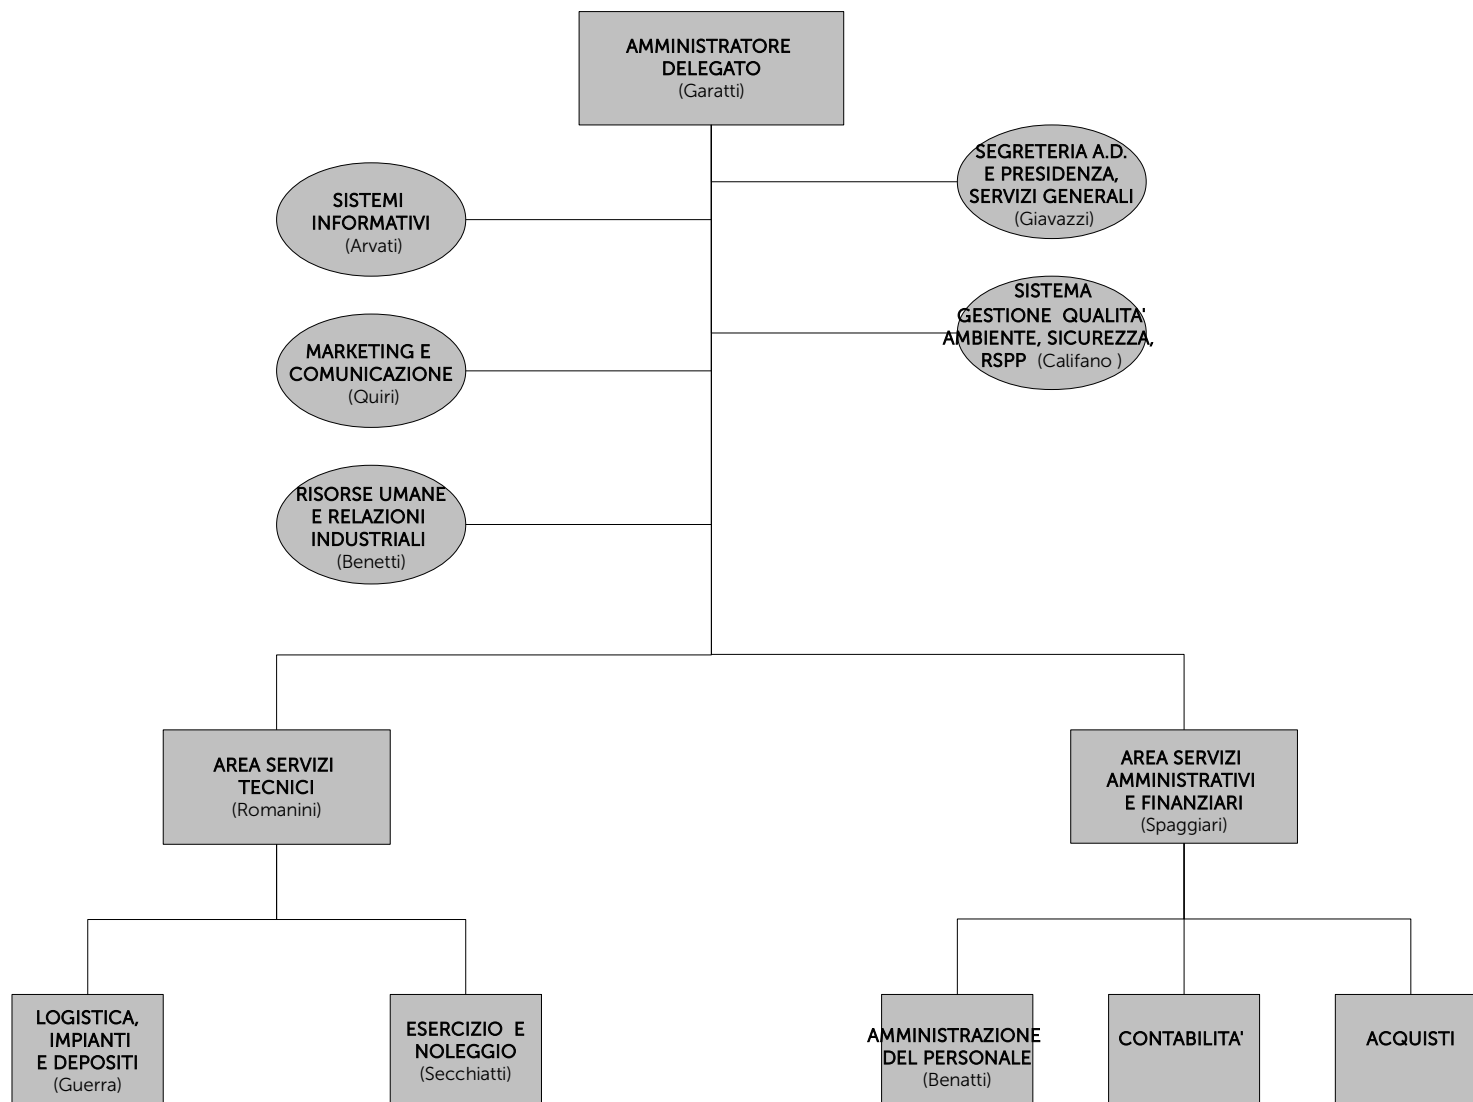 AMMINISTRATORE
DELEGATO
(Garatti)
SEGRETERIA A.D.
E PRESIDENZA,
SERVIZI GENERALI
(Giavazzi)
SISTEMI
INFORMATIVI
(Arvati)
SISTEMA
GESTIONE QUALITA'
AMBIENTE, SICUREZZA,
RSPP (Califano )
MARKETING E
COMUNICAZIONE
(Quiri)
RISORSE UMANE
E RELAZIONI
INDUSTRIALI
(Benetti)
AREA SERVIZI
TECNICI
(Romanini)
AREA SERVIZI
AMMINISTRATIVI
E FINANZIARI
(Spaggiari)
LOGISTICA,
IMPIANTI
E DEPOSITI
(Guerra)
ESERCIZIO E
NOLEGGIO
(Secchiatti)
AMMINISTRAZIONE
DEL PERSONALE
(Benatti)
CONTABILITA'
ACQUISTI